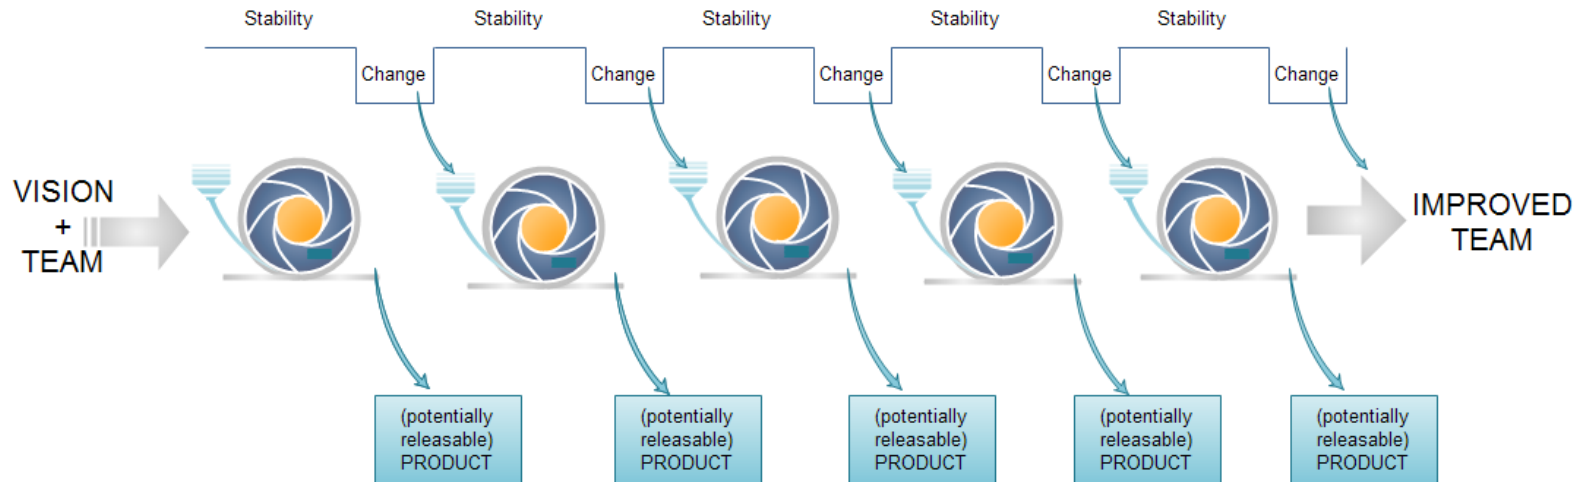 Stability
Stability
Stability
Stability
Stability
Change
Change
Change
Change
Change
VISION
+
TEAM
IMPROVED
TEAM
(potentially
releasable)
PRODUCT
(potentially
releasable)
PRODUCT
(potentially
releasable)
PRODUCT
(potentially
releasable)
PRODUCT
(potentially
releasable)
PRODUCT